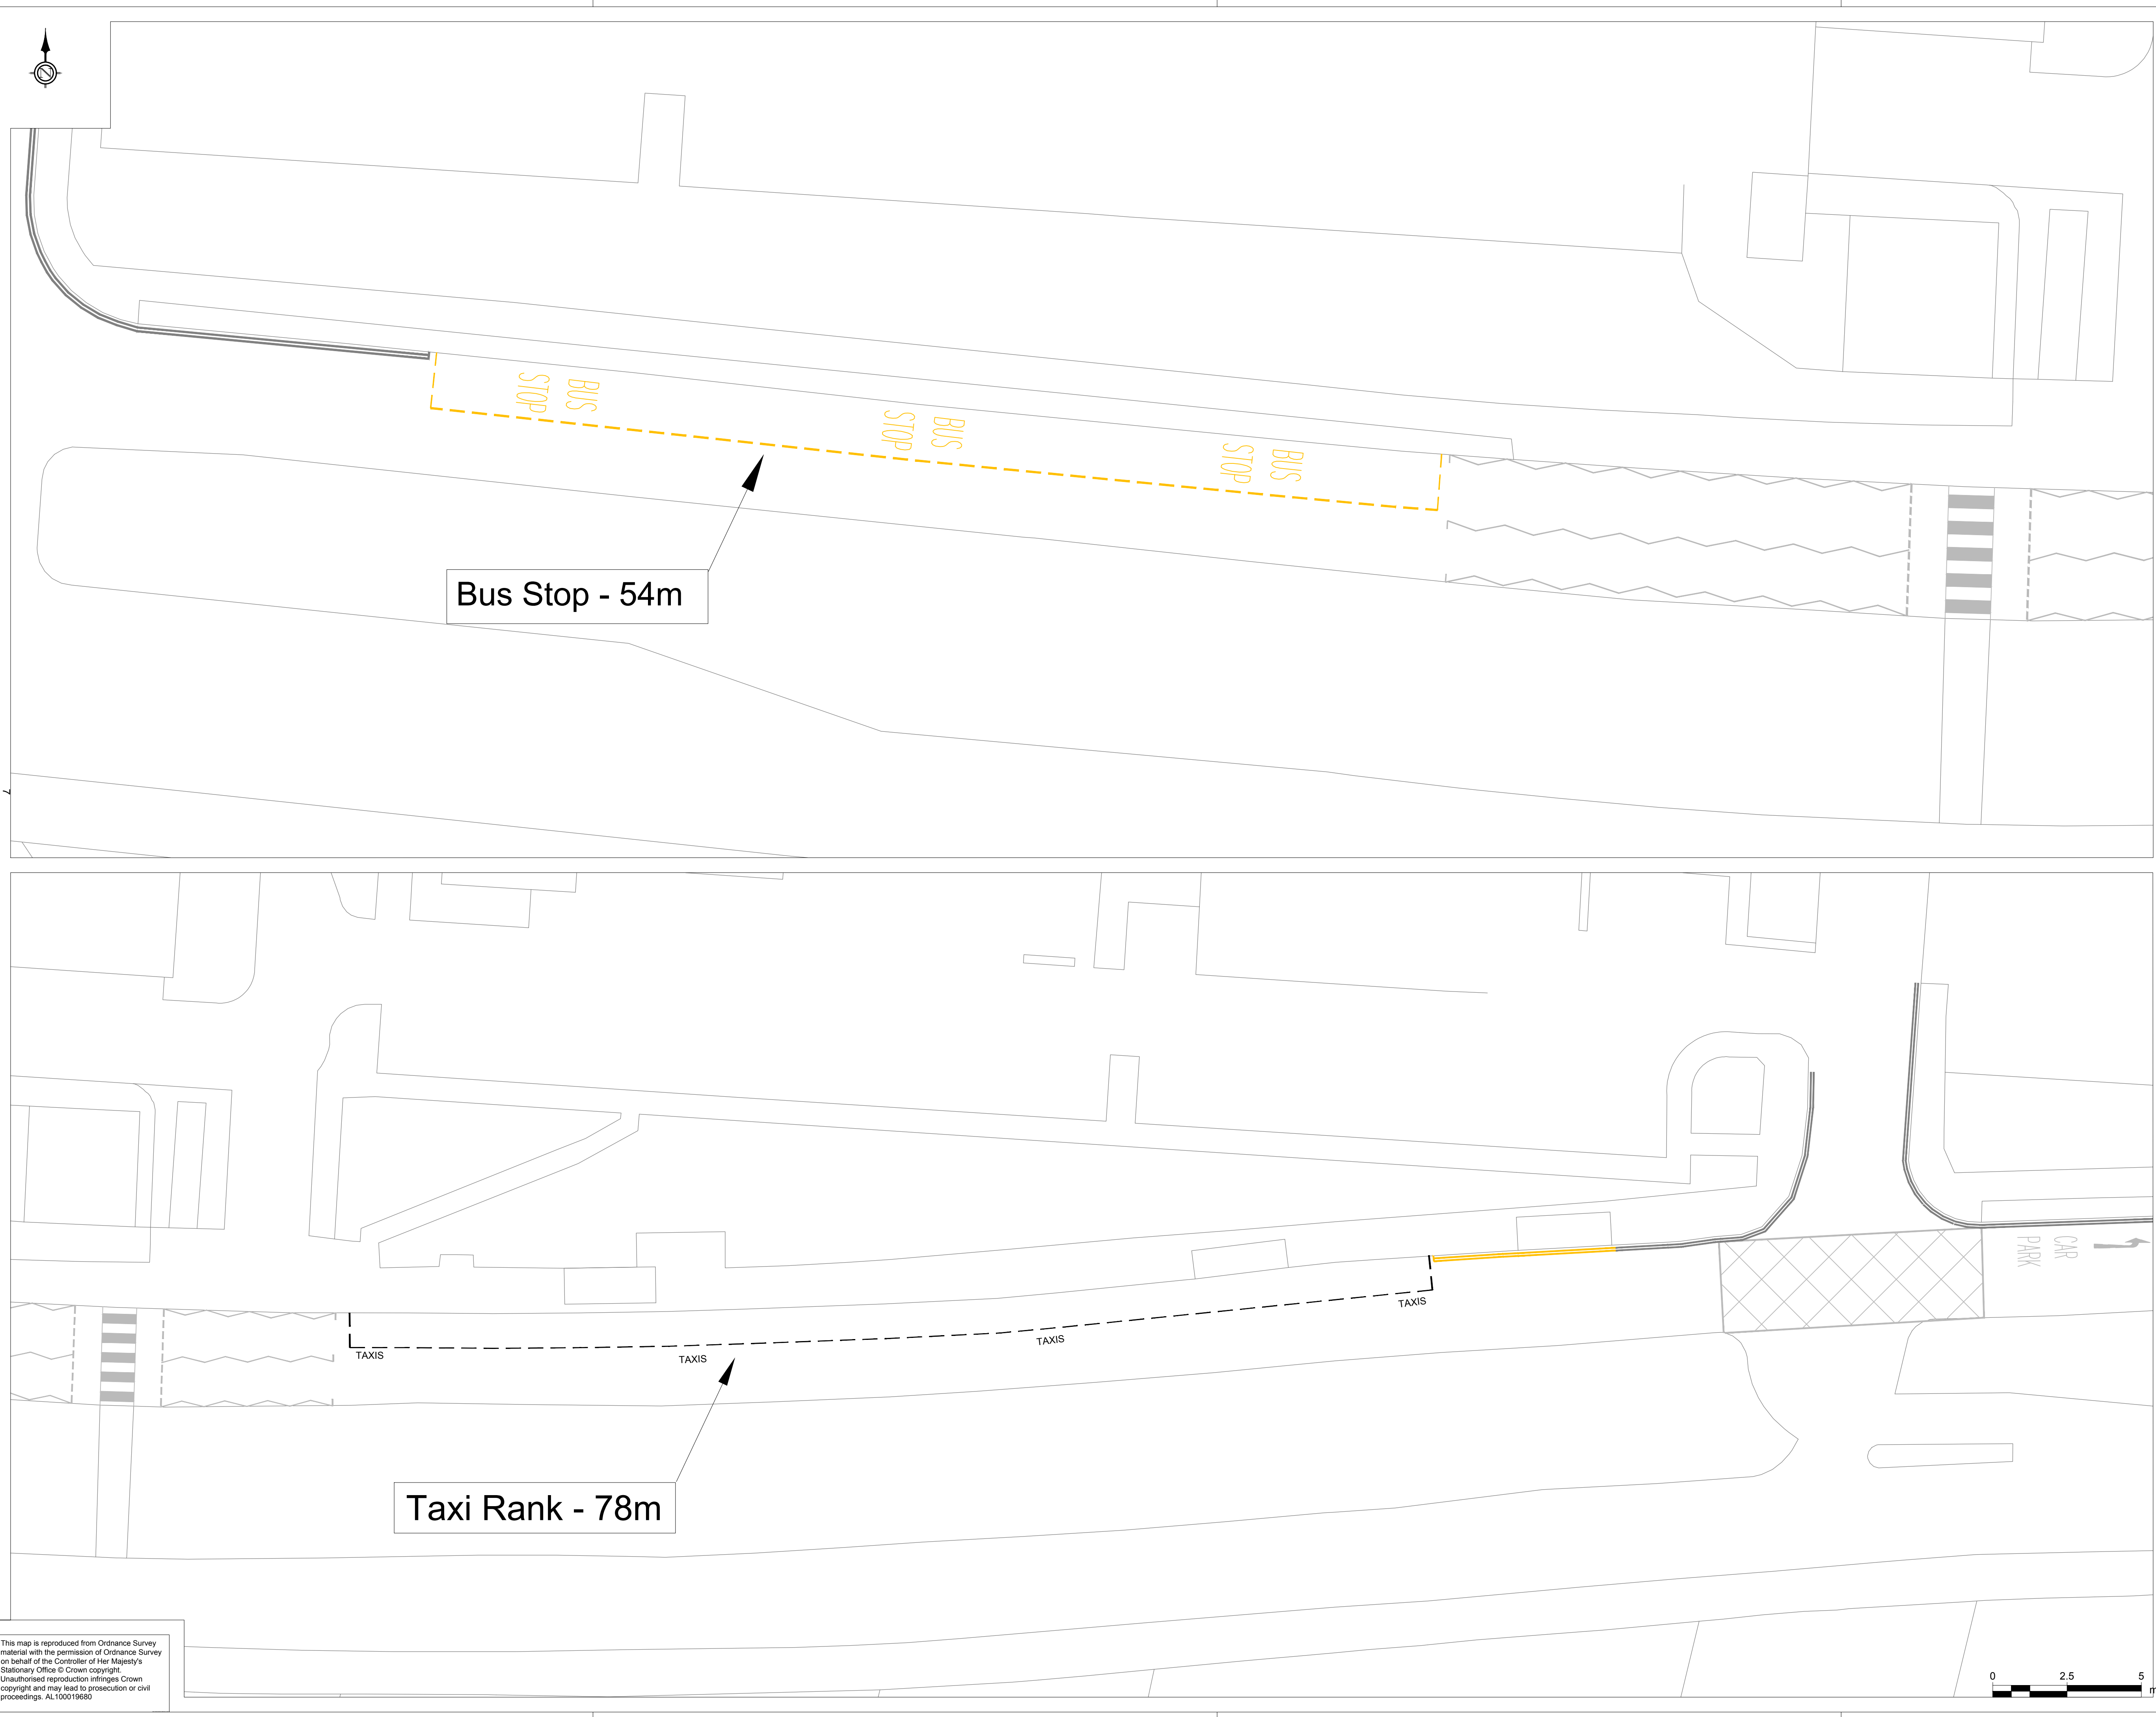 N
BUS
STOP
BUS
STOP
BUS
STOP
Bus Stop - 54m
7
TAXIS
TAXIS
TAXIS
TAXIS
CAR
PARK
Taxi Rank - 78m
This map is reproduced from Ordnance Survey
material with the permission of Ordnance Survey
on behalf of the Controller of Her Majesty's
Stationary Office © Crown copyright.
Unauthorised reproduction infringes Crown
copyright and may lead to prosecution or civil
proceedings. AL100019680
0 2.5 5
m